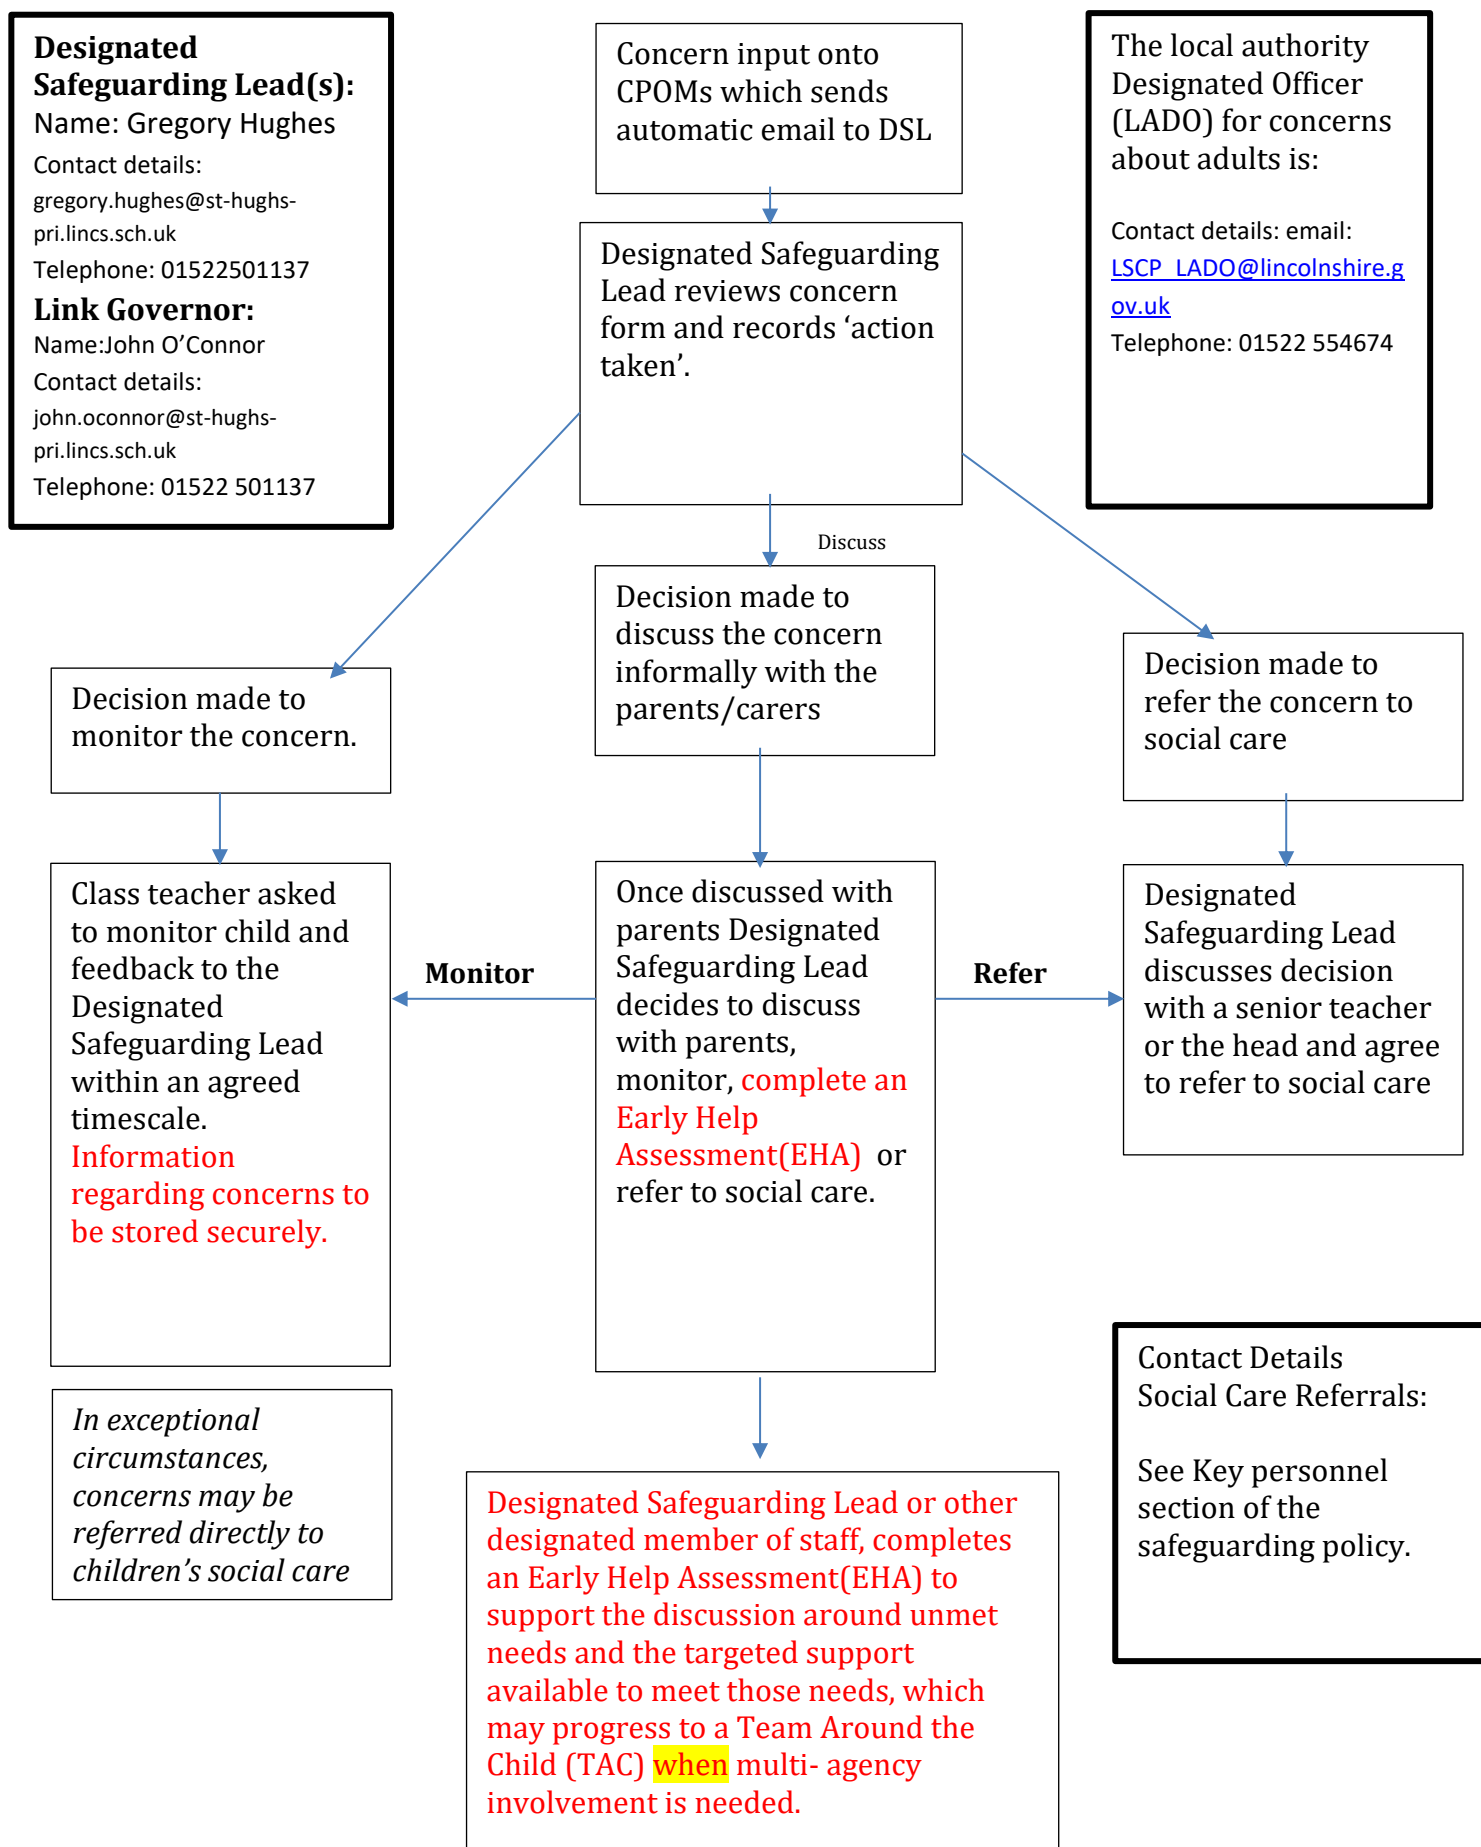 Designated
Safeguarding Lead(s):
Name: Gregory Hughes
Contact details:
gregory.hughes@st-hughs-
pri.lincs.sch.uk
Telephone: 01522501137
Link Governor:
Name:John O’Connor
Contact details:
john.oconnor@st-hughs-
pri.lincs.sch.uk
Telephone: 01522 501137
Concern input onto
CPOMs which sends
automatic email to DSL
The local authority
Designated Officer
(LADO) for concerns
about adults is:
Contact details: email:
LSCP_LADO@lincolnshire.g
ov.uk
Telephone: 01522 554674
Designated Safeguarding
Lead reviews concern
form and records ‘action
taken’.
Discuss
Decision made to
monitor the concern.
Decision made to
discuss the concern
informally with the
parents/carers
Decision made to
refer the concern to
social care
Class teacher asked
to monitor child and
feedback to the
Designated
Safeguarding Lead
within an agreed
timescale.
Information
regarding concerns to
be stored securely.
Monitor
Once discussed with
parents Designated
Safeguarding Lead
decides to discuss
with parents,
monitor, complete an
Early Help
Assessment(EHA)  or
refer to social care.
Refer
Designated
Safeguarding Lead
discusses decision
with a senior teacher
or the head and agree
to refer to social care
In exceptional
circumstances,
concerns may be
referred directly to
children’s social care
Contact Details
Social Care Referrals:
See Key personnel
section of the
safeguarding policy.
Designated Safeguarding Lead or other
designated member of staff, completes
an Early Help Assessment(EHA) to
support the discussion around unmet
needs and the targeted support
available to meet those needs, which
may progress to a Team Around the
Child (TAC) when multi- agency
involvement is needed.